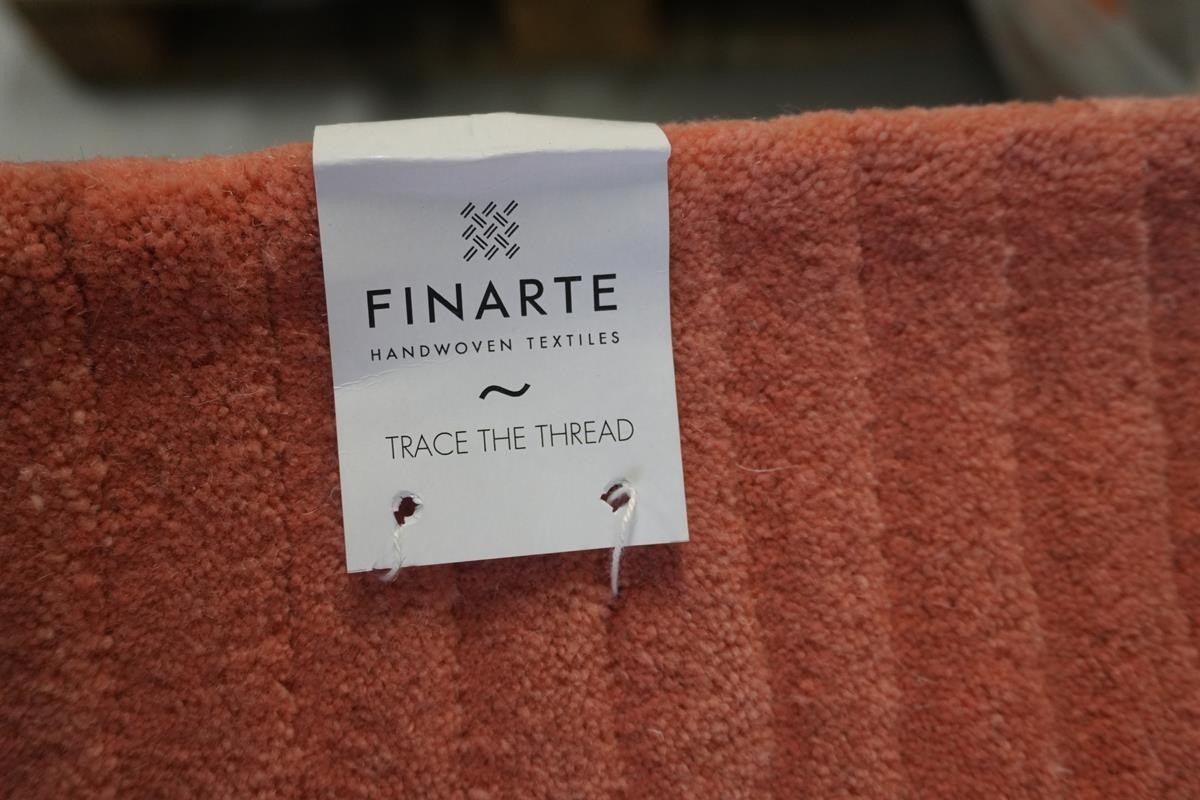 FINARTE
HANDWOVEN TEXTILES
~
TRACE THE THREAD